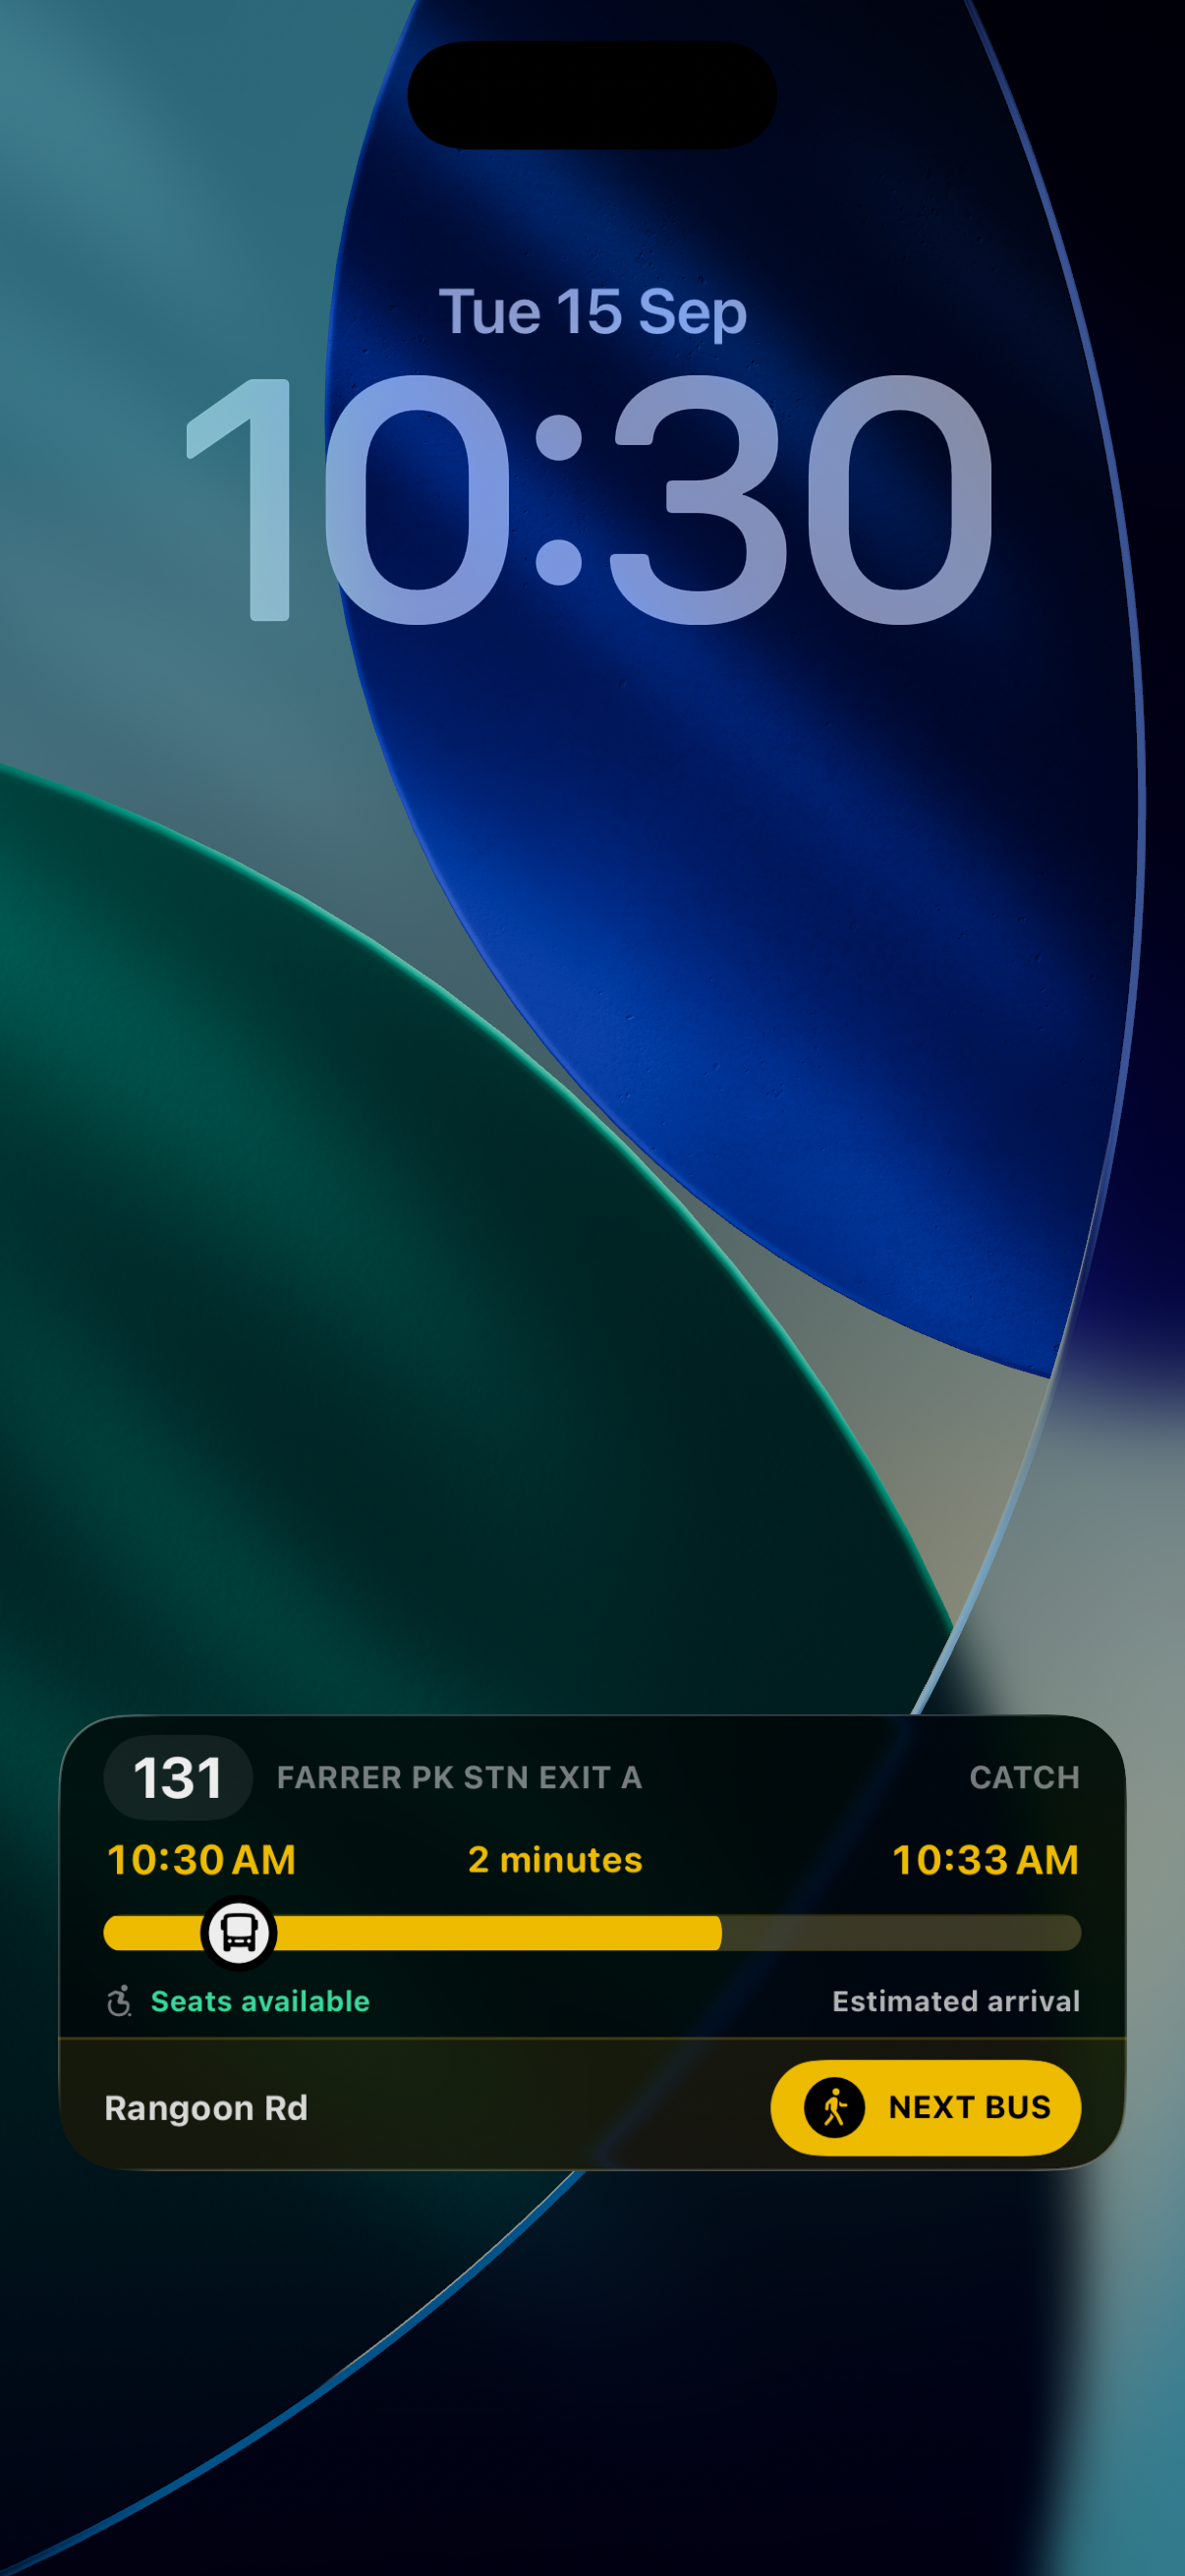 Tue 15 Sep
10:30
131 FARRER PK STN EXIT A CATCH
10:30 AM 2 minutes 10:33 AM
Seats available Estimated arrival
Rangoon Rd NEXT BUS